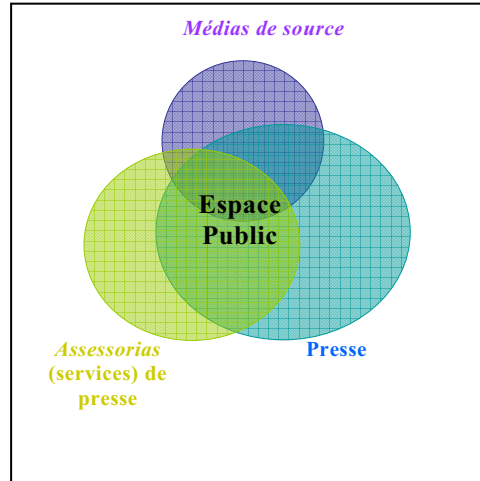 Médias de source
Espace
Public
Assessorias
(services) de
presse
Presse